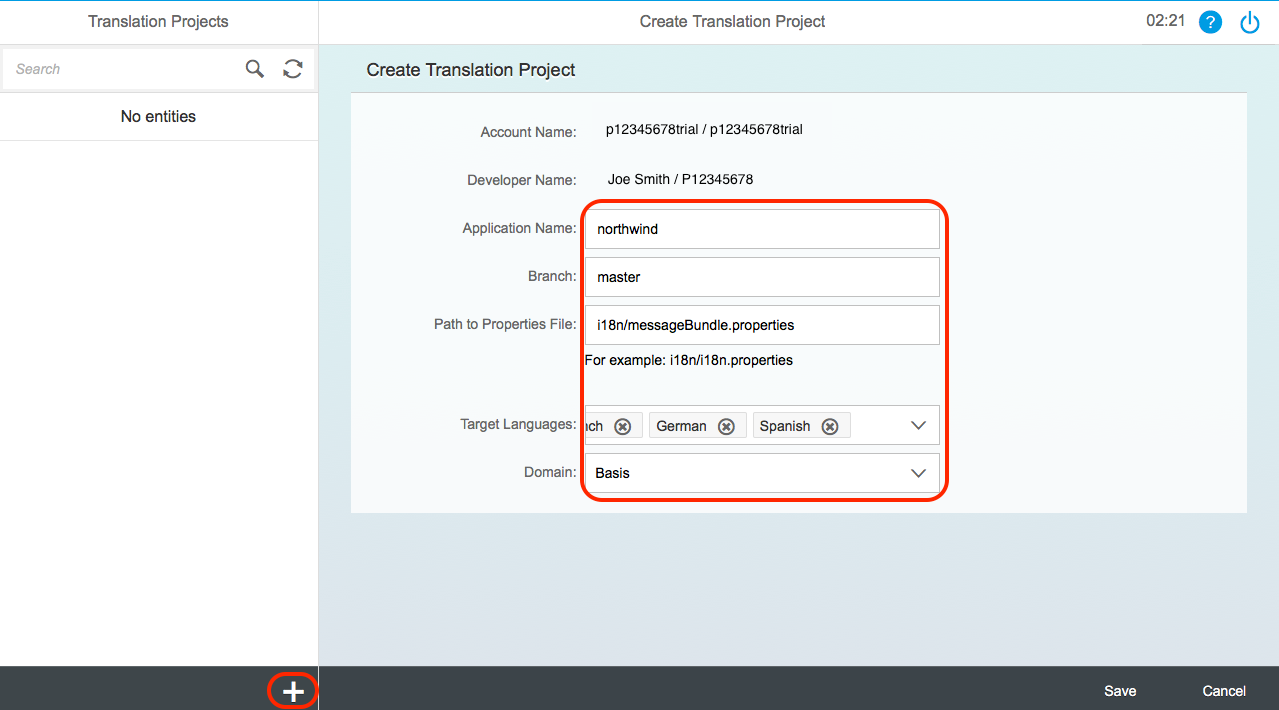 Translation Projects
Create Translation Project
02:21
?
Search
No entities
Create Translation Project
Account Name: p12345678trial / p12345678trial
Developer Name: Joe Smith / P12345678
Application Name: northwind
Branch: master
Path to Properties File: i18n/messageBundle.properties
For example: i18n/i18n.properties
Target Languages: nch German Spanish
Domain: Basis
Save Cancel